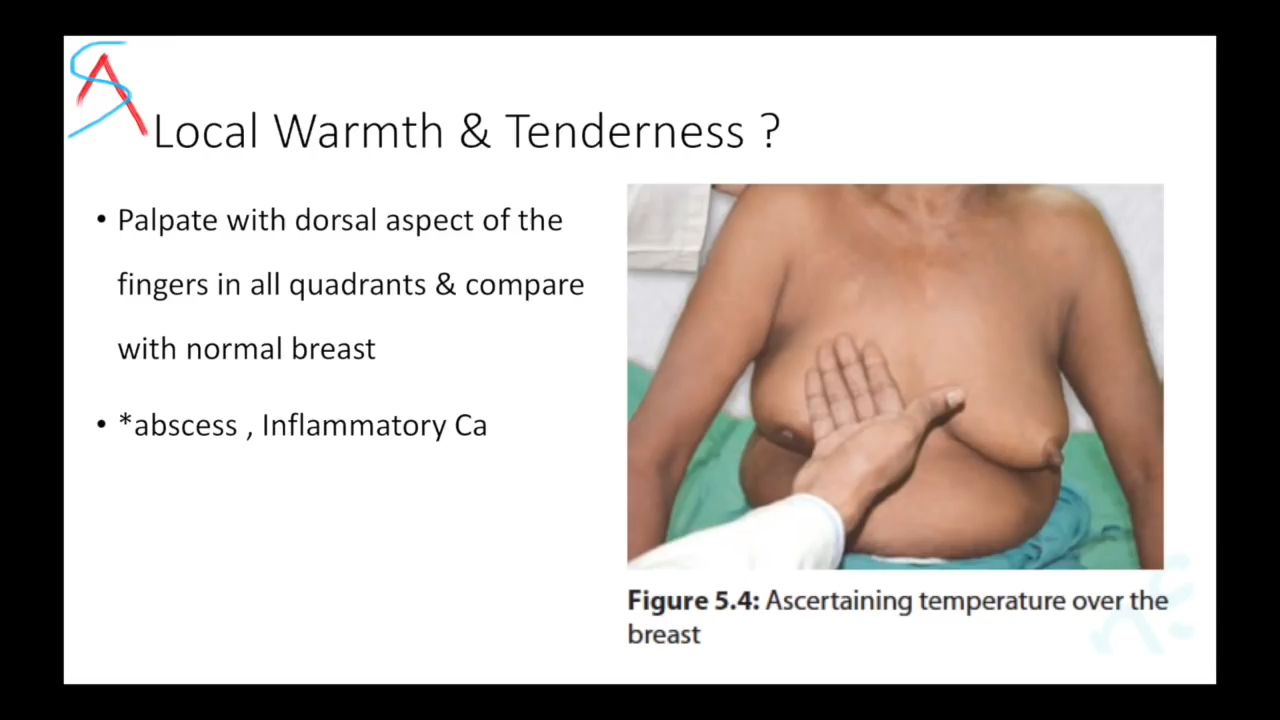 SA
Local Warmth & Tenderness ?
• Palpate with dorsal aspect of the
fingers in all quadrants & compare
with normal breast
• *abscess , Inflammatory Ca
Figure 5.4: Ascertaining temperature over the
breast